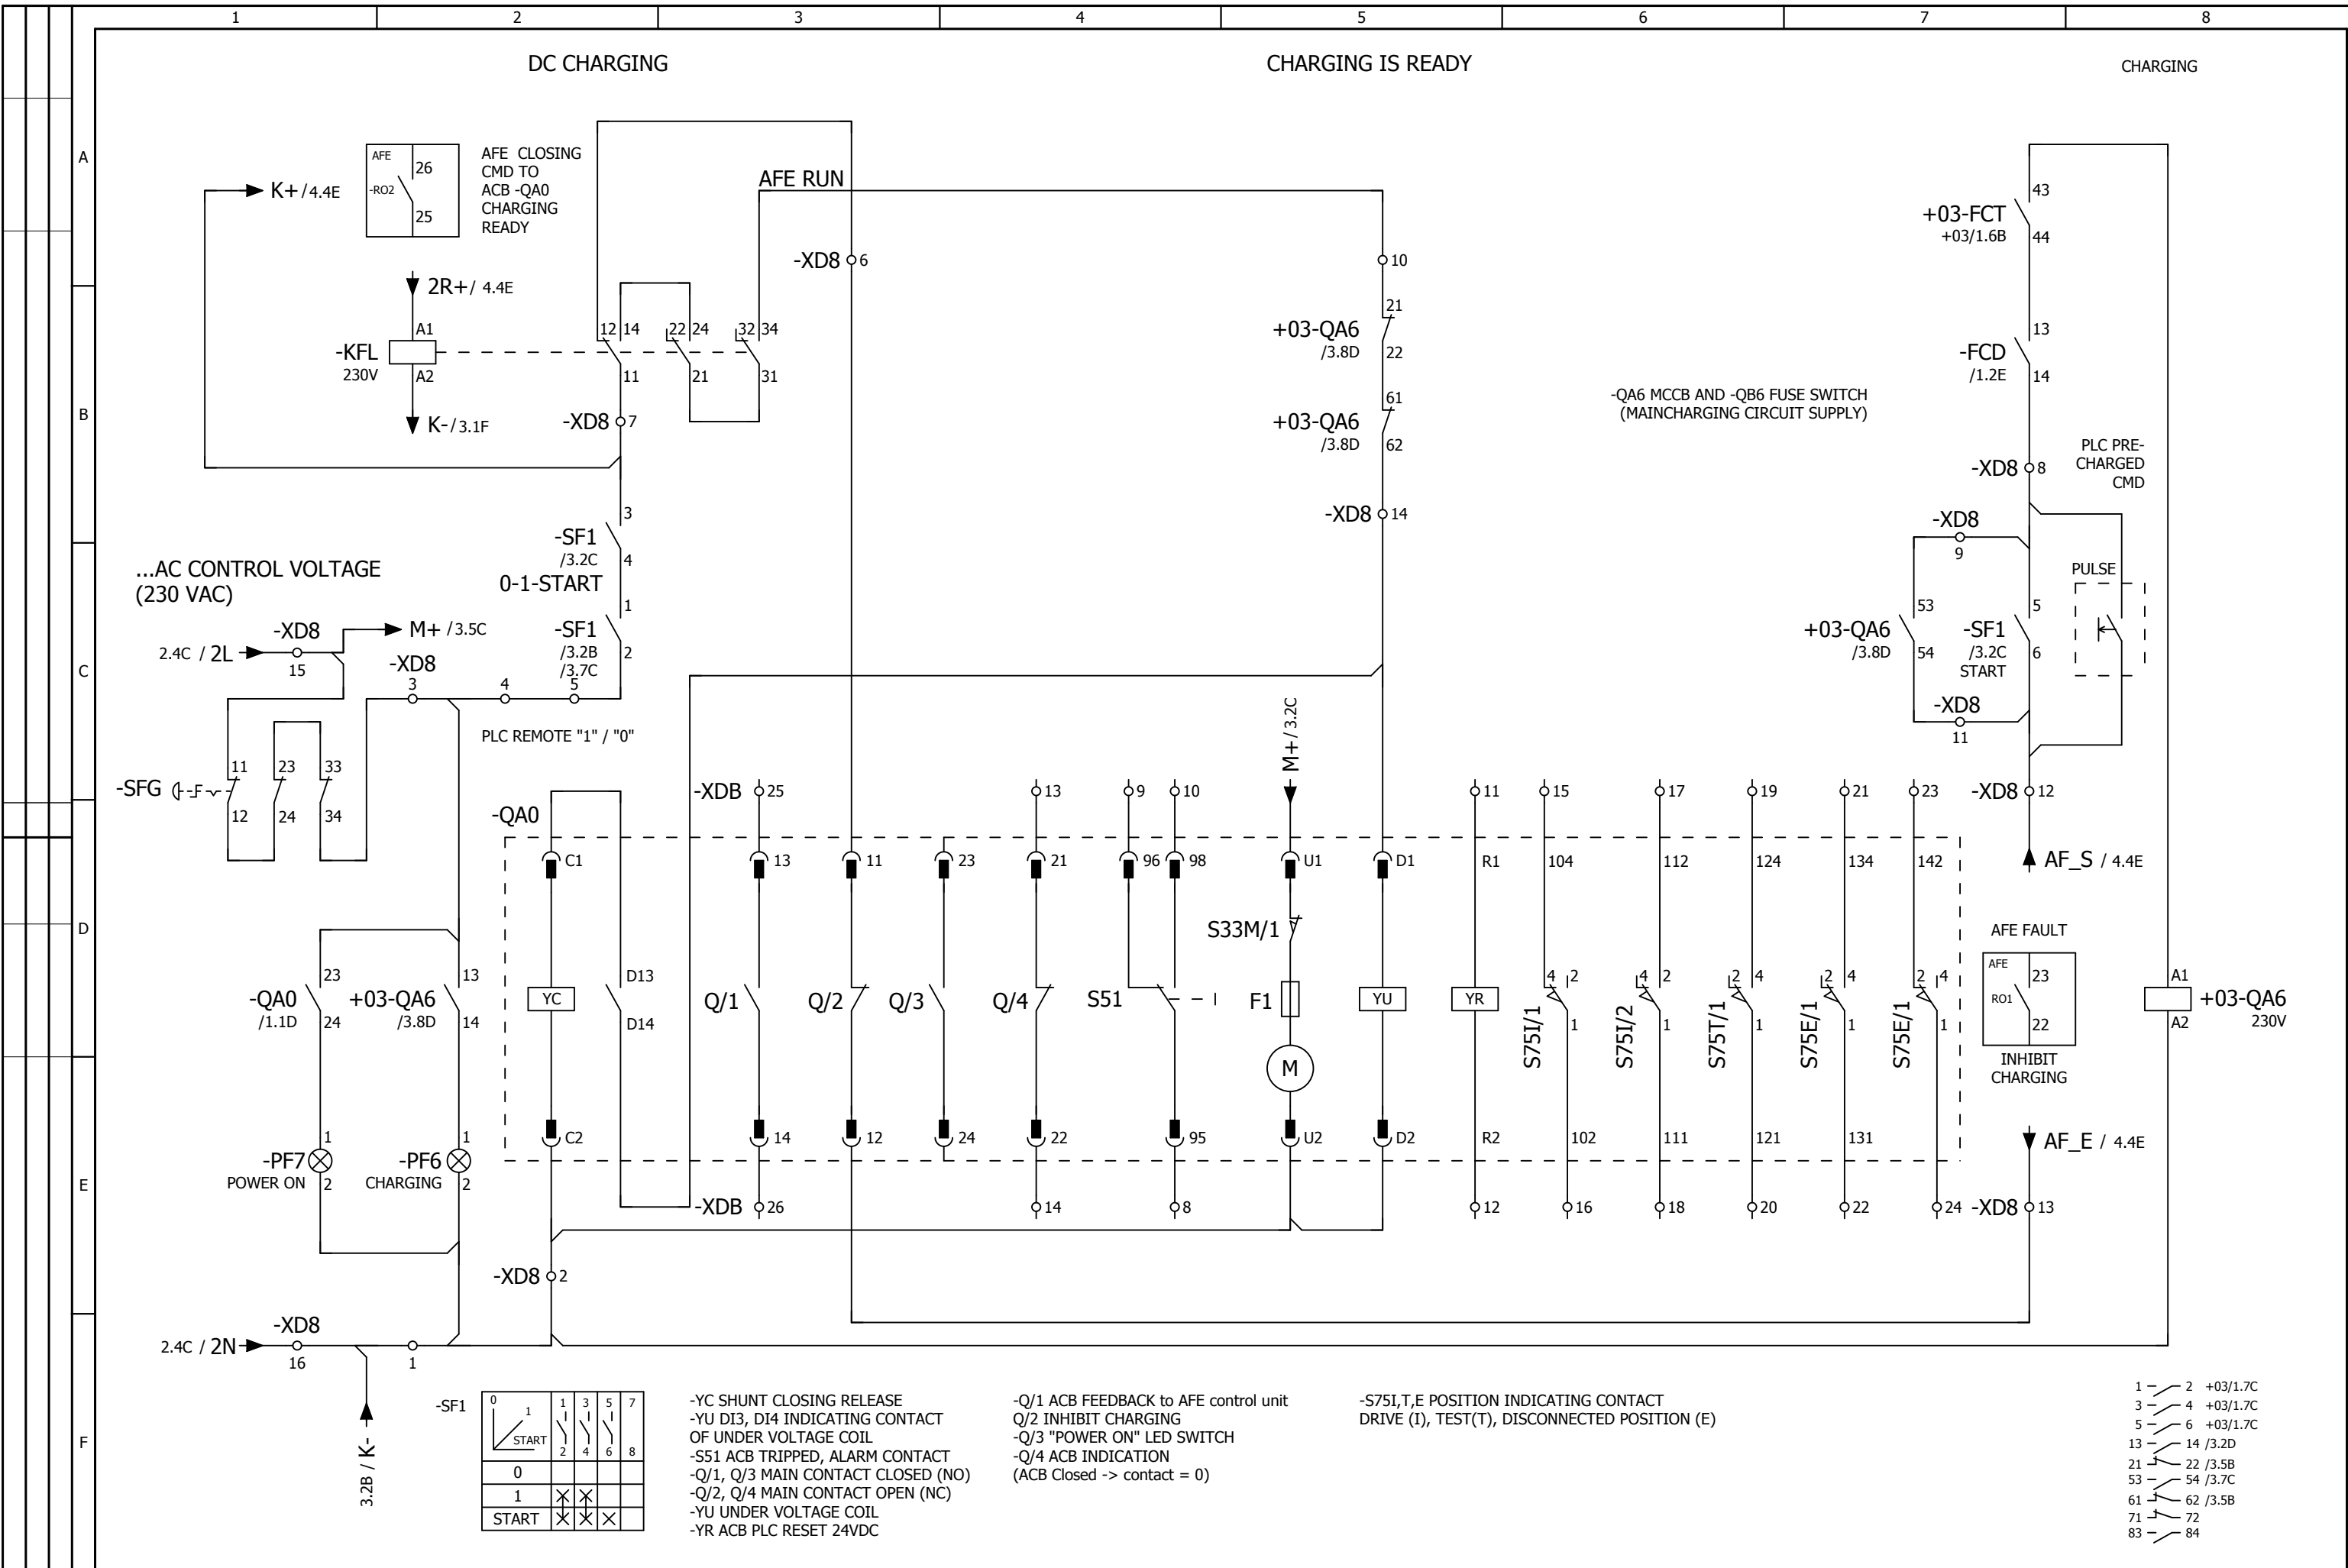 1 2 3 4 5 6 7 8
DC CHARGING
CHARGING IS READY
CHARGING
A
B
C
D
E
F
K+ /4.4E
AFE
-RO2
26
25
AFE CLOSING
CMD TO
ACB -QA0
CHARGING
READY
2R+/ 4.4E
-KFL
230V
A1
A2
K-/3.1F
12 14
11
22 24
21
32 34
31
AFE RUN
-XD8 6
-XD8 7
10
+03-QA6
/3.8D
21
22
+03-QA6
/3.8D
61
62
-XD8 14
-QA6 MCCB AND -QB6 FUSE SWITCH
(MAINCHARGING CIRCUIT SUPPLY)
+03-FCT
+03/1.6B
43
44
-FCD
/1.2E
13
14
-XD8 8
PLC PRE-
CHARGED
CMD
-XD8
9
PULSE
+03-QA6
/3.8D
53
54
-SF1
/3.2C
START
5
6
-XD8
11
-XD8 12
AF_S / 4.4E
AFE FAULT
AFE
RO1
23
22
INHIBIT
CHARGING
AF_E / 4.4E
-XD8 13
A1
A2
+03-QA6
230V
-SF1
/3.2C
3
4
0-1-START
-SF1
/3.2B
/3.7C
1
2
...AC CONTROL VOLTAGE
(230 VAC)
2.4C / 2L
-XD8
15
M+ /3.5C
-XD8
3 4 5
PLC REMOTE "1" / "0"
-SFG
11 23 33
12 24 34
-QA0
/1.1D
23
24
+03-QA6
/3.8D
13
14
-PF7
POWER ON
1
2
-PF6
CHARGING
1
2
-QA0
C1
YC
C2
D13
D14
-XDB 25
13
Q/1
14
-XDB 26
11
Q/2
12
23
Q/3
24
13
21
Q/4
22
14
9 10
96 98
S51
95
8
M+/ 3.2C
U1
S33M/1
F1
M
U2
D1
YU
D2
11
R1
YR
R2
12
15
104
S75I/1
4 2
1
102
16
17
112
S75I/2
4 2
1
111
18
19
124
S75T/1
2 4
1
121
20
21
134
S75E/1
2 4
1
131
22
23
142
S75E/1
2 4
1
24
-XD8 2
2.4C / 2N
-XD8
16
1
3.2B / K-
-SF1
0
1
START
1 3 5 7
2 4 6 8
0
1
START
-YC SHUNT CLOSING RELEASE
-YU DI3, DI4 INDICATING CONTACT
OF UNDER VOLTAGE COIL
-S51 ACB TRIPPED, ALARM CONTACT
-Q/1, Q/3 MAIN CONTACT CLOSED (NO)
-Q/2, Q/4 MAIN CONTACT OPEN (NC)
-YU UNDER VOLTAGE COIL
-YR ACB PLC RESET 24VDC
-Q/1 ACB FEEDBACK to AFE control unit
Q/2 INHIBIT CHARGING
-Q/3 "POWER ON" LED SWITCH
-Q/4 ACB INDICATION
(ACB Closed -> contact = 0)
-S75I,T,E POSITION INDICATING CONTACT
DRIVE (I), TEST(T), DISCONNECTED POSITION (E)
1 2 +03/1.7C
3 4 +03/1.7C
5 6 +03/1.7C
13 14 /3.2D
21 22 /3.5B
53 54 /3.7C
61 62 /3.5B
71 72
83 84